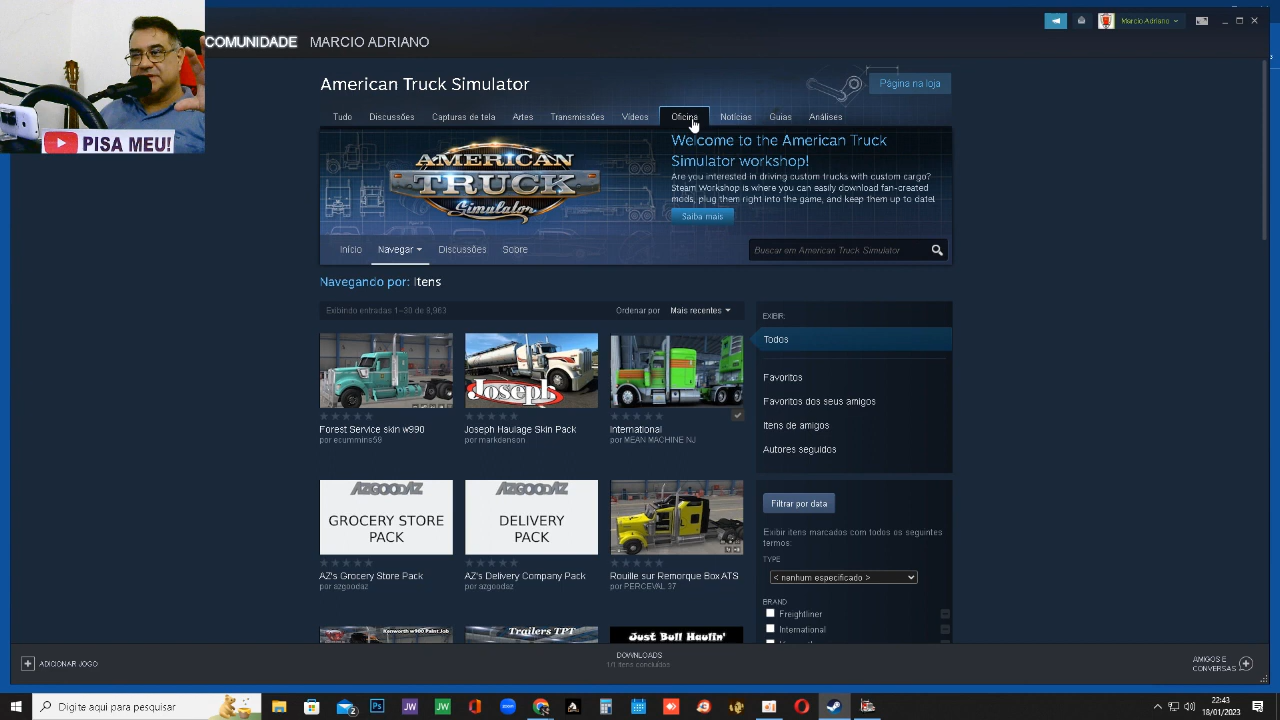 COMUNIDADE MARCIO ADRIANO
Marcio Adriano
PISA MEU!
American Truck Simulator
Página na loja
Tudo Discussões Capturas de tela Artes Transmissões Vídeos Oficina Notícias Guias Análises
AMERICAN
TRUCK
Simulator
Welcome to the American Truck
Simulator workshop!
Are you interested in driving custom trucks with custom cargo?
Steam Workshop is where you can easily download fan-created
mods, plug them right into the game, and keep them up to date!
Saiba mais
Início Navegar Discussões Sobre
Buscar em American Truck Simulator
Navegando por: Itens
Exibindo entradas 1–30 de 8,963
Ordenar por Mais recentes
Joseph
Forest Service skin w990
por ecummins59
Joseph Haulage Skin Pack
por markdenson
International
por MEAN MACHINE NJ
AZGOODAZ
GROCERY STORE
PACK
AZGOODAZ
DELIVERY
PACK
AZ's Grocery Store Pack
por azgoodaz
AZ's Delivery Company Pack
por azgoodaz
Rouille sur Remorque Box ATS
por PERCEVAL 37
Kenworth w980 Paint Job
Trailers TPT
Just Bull Haulin'
EXIBIR:
Todos
Favoritos
Favoritos dos seus amigos
Itens de amigos
Autores seguidos
Filtrar por data
Exibir itens marcados com todos os seguintes
termos:
TYPE
< nenhum especificado >
BRAND
Freightliner
International
ADICIONAR JOGO
DOWNLOADS
1/1 itens concluídos
AMIGOS E
CONVERSAS
Digite aqui para pesquisar
2
JW
JW
zoom
22:43
18/01/2023